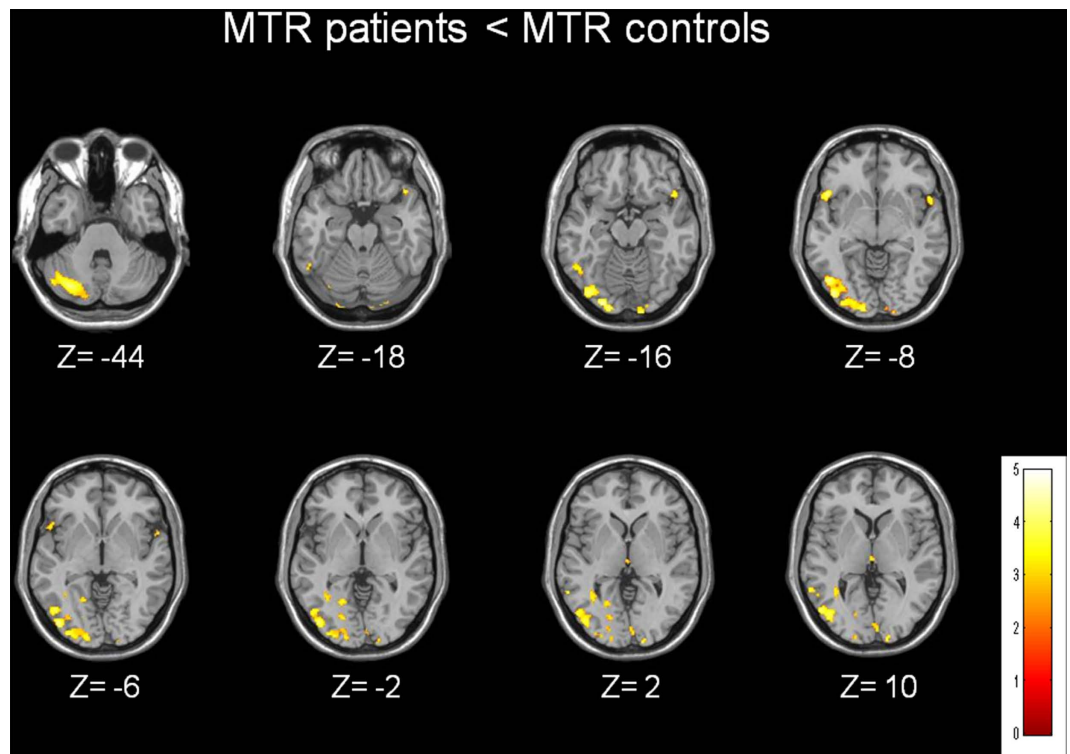 MTR patients < MTR controls
Z= -44
Z= -18
Z= -16
Z= -8
Z= -6
Z= -2
Z= 2
Z= 10
5
4
3
2
1
0